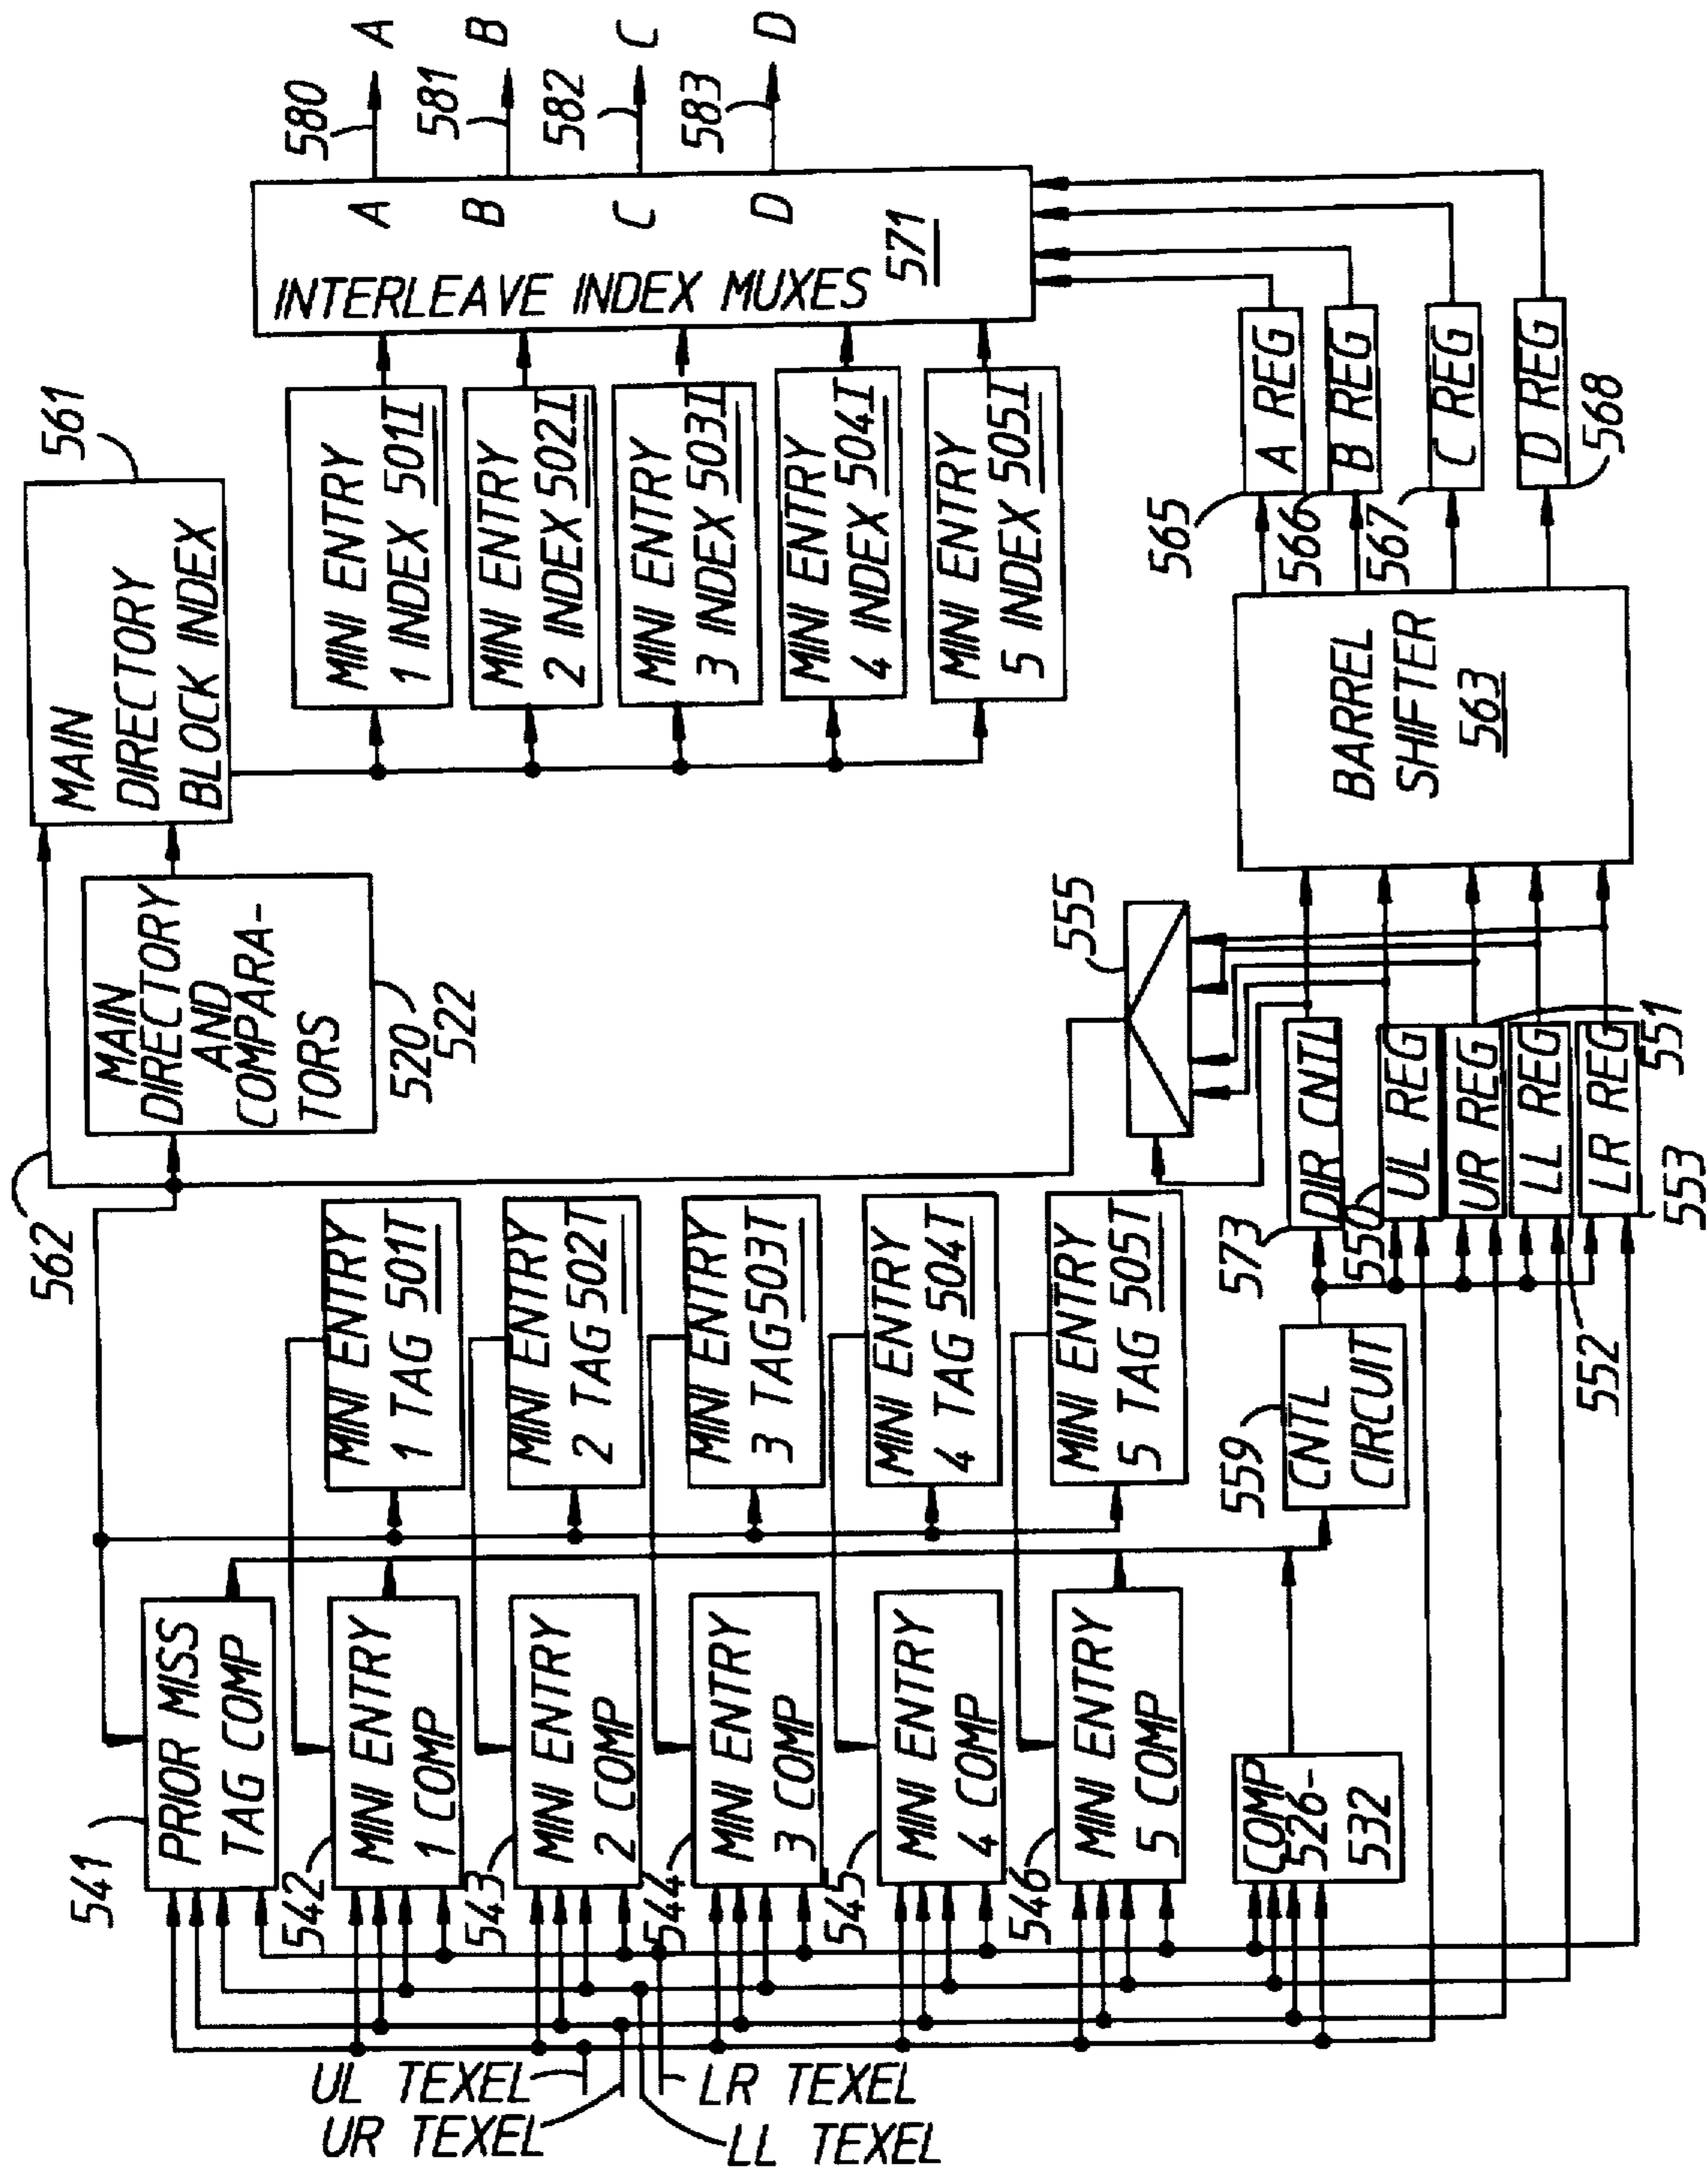 541
PRIOR MISS
TAG COMP
542
MINI ENTRY
1 COMP
543
MINI ENTRY
2 COMP
544
MINI ENTRY
3 COMP
545
MINI ENTRY
4 COMP
546
MINI ENTRY
5 COMP
COMP
526-
532
UL TEXEL
UR TEXEL
LR TEXEL
LL TEXEL
562
MINI ENTRY
1 TAG 501T
MINI ENTRY
2 TAG 502T
MINI ENTRY
3 TAG 503T
MINI ENTRY
4 TAG 504T
MINI ENTRY
5 TAG 505T
559
CNTL
CIRCUIT
MAIN
DIRECTORY
AND
COMPARA-
TORS
520
522
555
573
DIR CNTL
550
UL REG
UR REG
551
LL REG
552
LR REG
553
561
MAIN
DIRECTORY
BLOCK INDEX
MINI ENTRY
1 INDEX 501I
MINI ENTRY
2 INDEX 502I
MINI ENTRY
3 INDEX 503I
MINI ENTRY
4 INDEX 504I
MINI ENTRY
5 INDEX 505I
BARREL
SHIFTER
563
565
A REG
566
B REG
567
C REG
D REG
568
INTERLEAVE INDEX MUXES
571
A
B
C
D
580
A
581
B
582
C
583
D